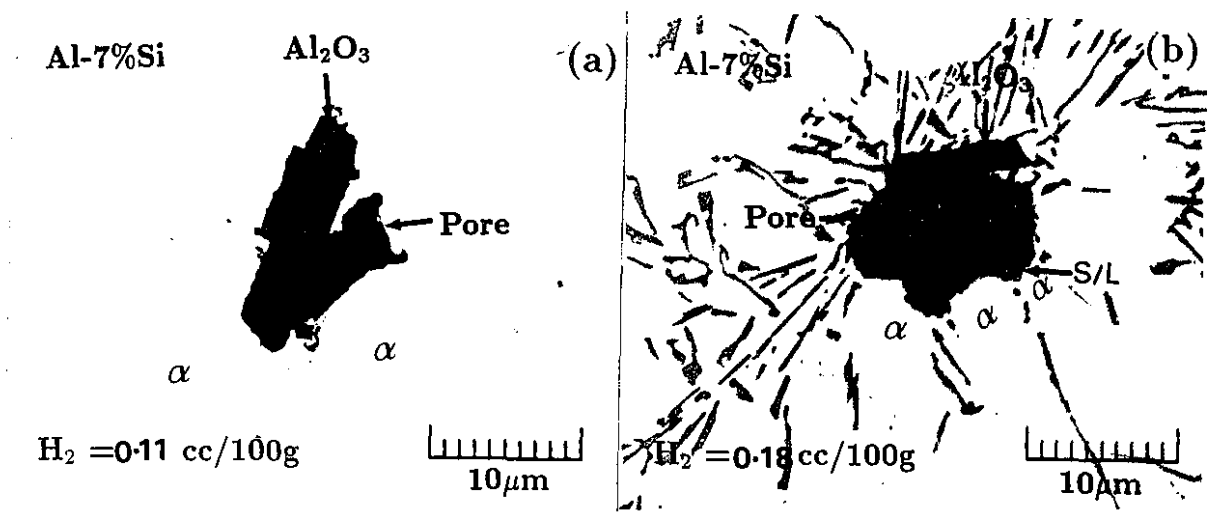 Al-7%Si
Al₂O₃
(a)
Pore
α
α
H₂ =0·11 cc/100g
10μm
Al-7%Si
Al₂O₃
(b)
Pore
S/L
α
α
α
H₂ =0·18 cc/100g
10μm